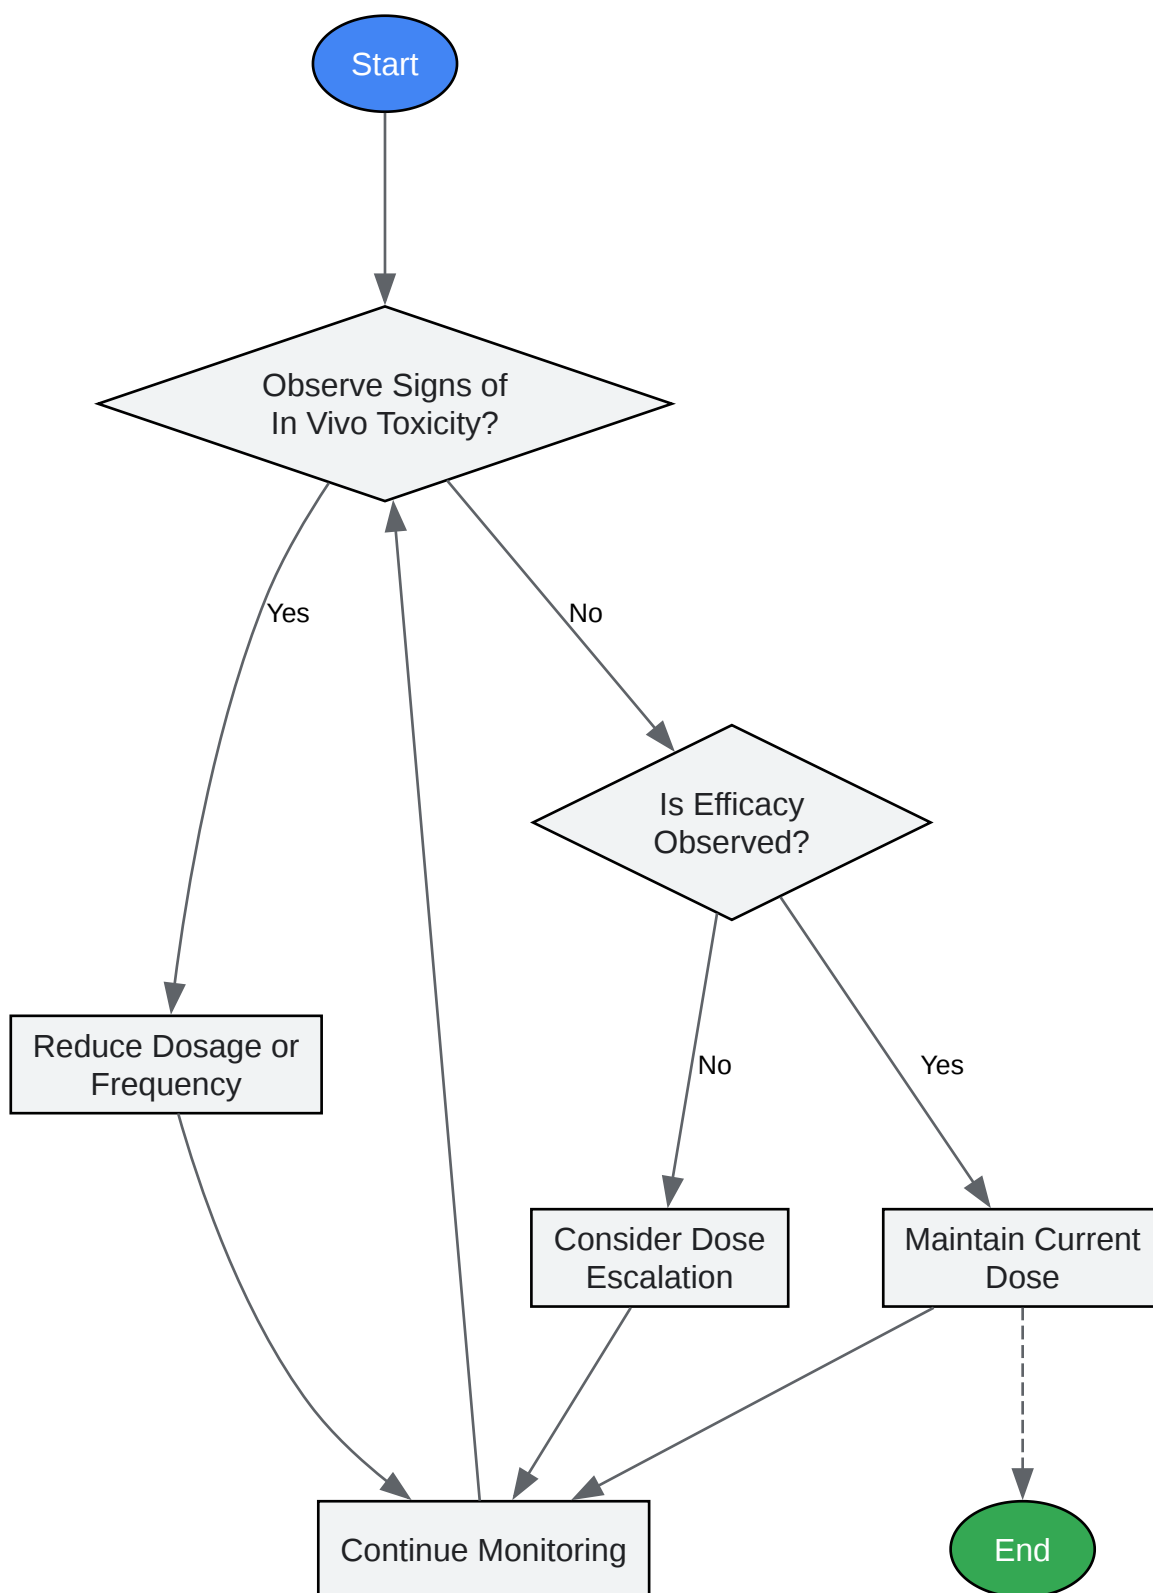 Start
Observe Signs of
In Vivo Toxicity?
Yes
No
Is Efficacy
Observed?
Reduce Dosage or
Frequency
No
Yes
Consider Dose
Escalation
Maintain Current
Dose
Continue Monitoring
End